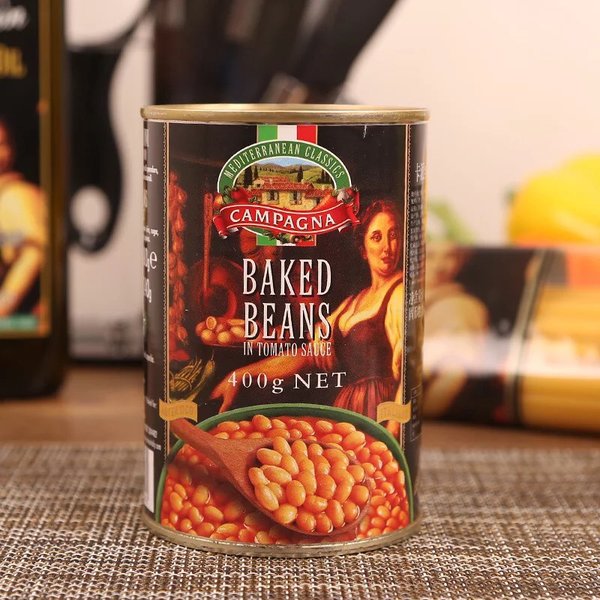 MEDITERRANEAN CLASSICS
CAMPAGNA
BAKED
BEANS
IN TOMATO SAUCE
400g NET